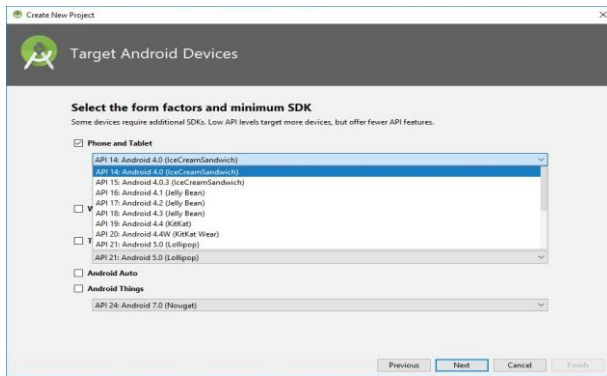 Create New Project
Target Android Devices
Select the form factors and minimum SDK
Some devices require additional SDKs. Low API levels target more devices, but offer fewer API features.
Phone and Tablet
API 14: Android 4.0 (IceCreamSandwich)
API 14: Android 4.0 (IceCreamSandwich)
API 15: Android 4.0.3 (IceCreamSandwich)
API 16: Android 4.1 (Jelly Bean)
API 17: Android 4.2 (Jelly Bean)
API 18: Android 4.3 (Jelly Bean)
API 19: Android 4.4 (KitKat)
API 20: Android 4.4W (KitKat Wear)
API 21: Android 5.0 (Lollipop)
API 21: Android 5.0 (Lollipop)
Android Auto
Android Things
API 24: Android 7.0 (Nougat)
Previous Next Cancel Finish